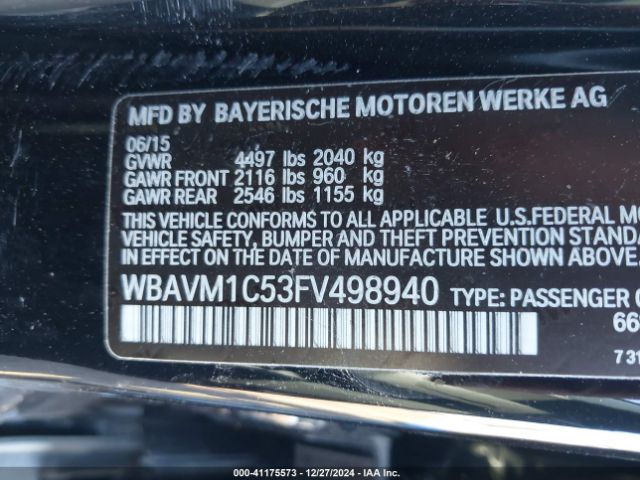 MFD BY BAYERISCHE MOTOREN WERKE AG
06/15
GVWR 4497 lbs 2040 kg
GAWR FRONT 2116 lbs 960 kg
GAWR REAR 2546 lbs 1155 kg
THIS VEHICLE CONFORMS TO ALL APPLICABLE U.S.FEDERAL M
VEHICLE SAFETY, BUMPER AND THEFT PREVENTION STANDA
IN EFFECT ON THE DATE OF MANUFACTURE SHOWN ABOVE.
WBAVM1C53FV498940 TYPE: PASSENGER
66
731
000-41175573 - 12/27/2024 - IAA Inc.